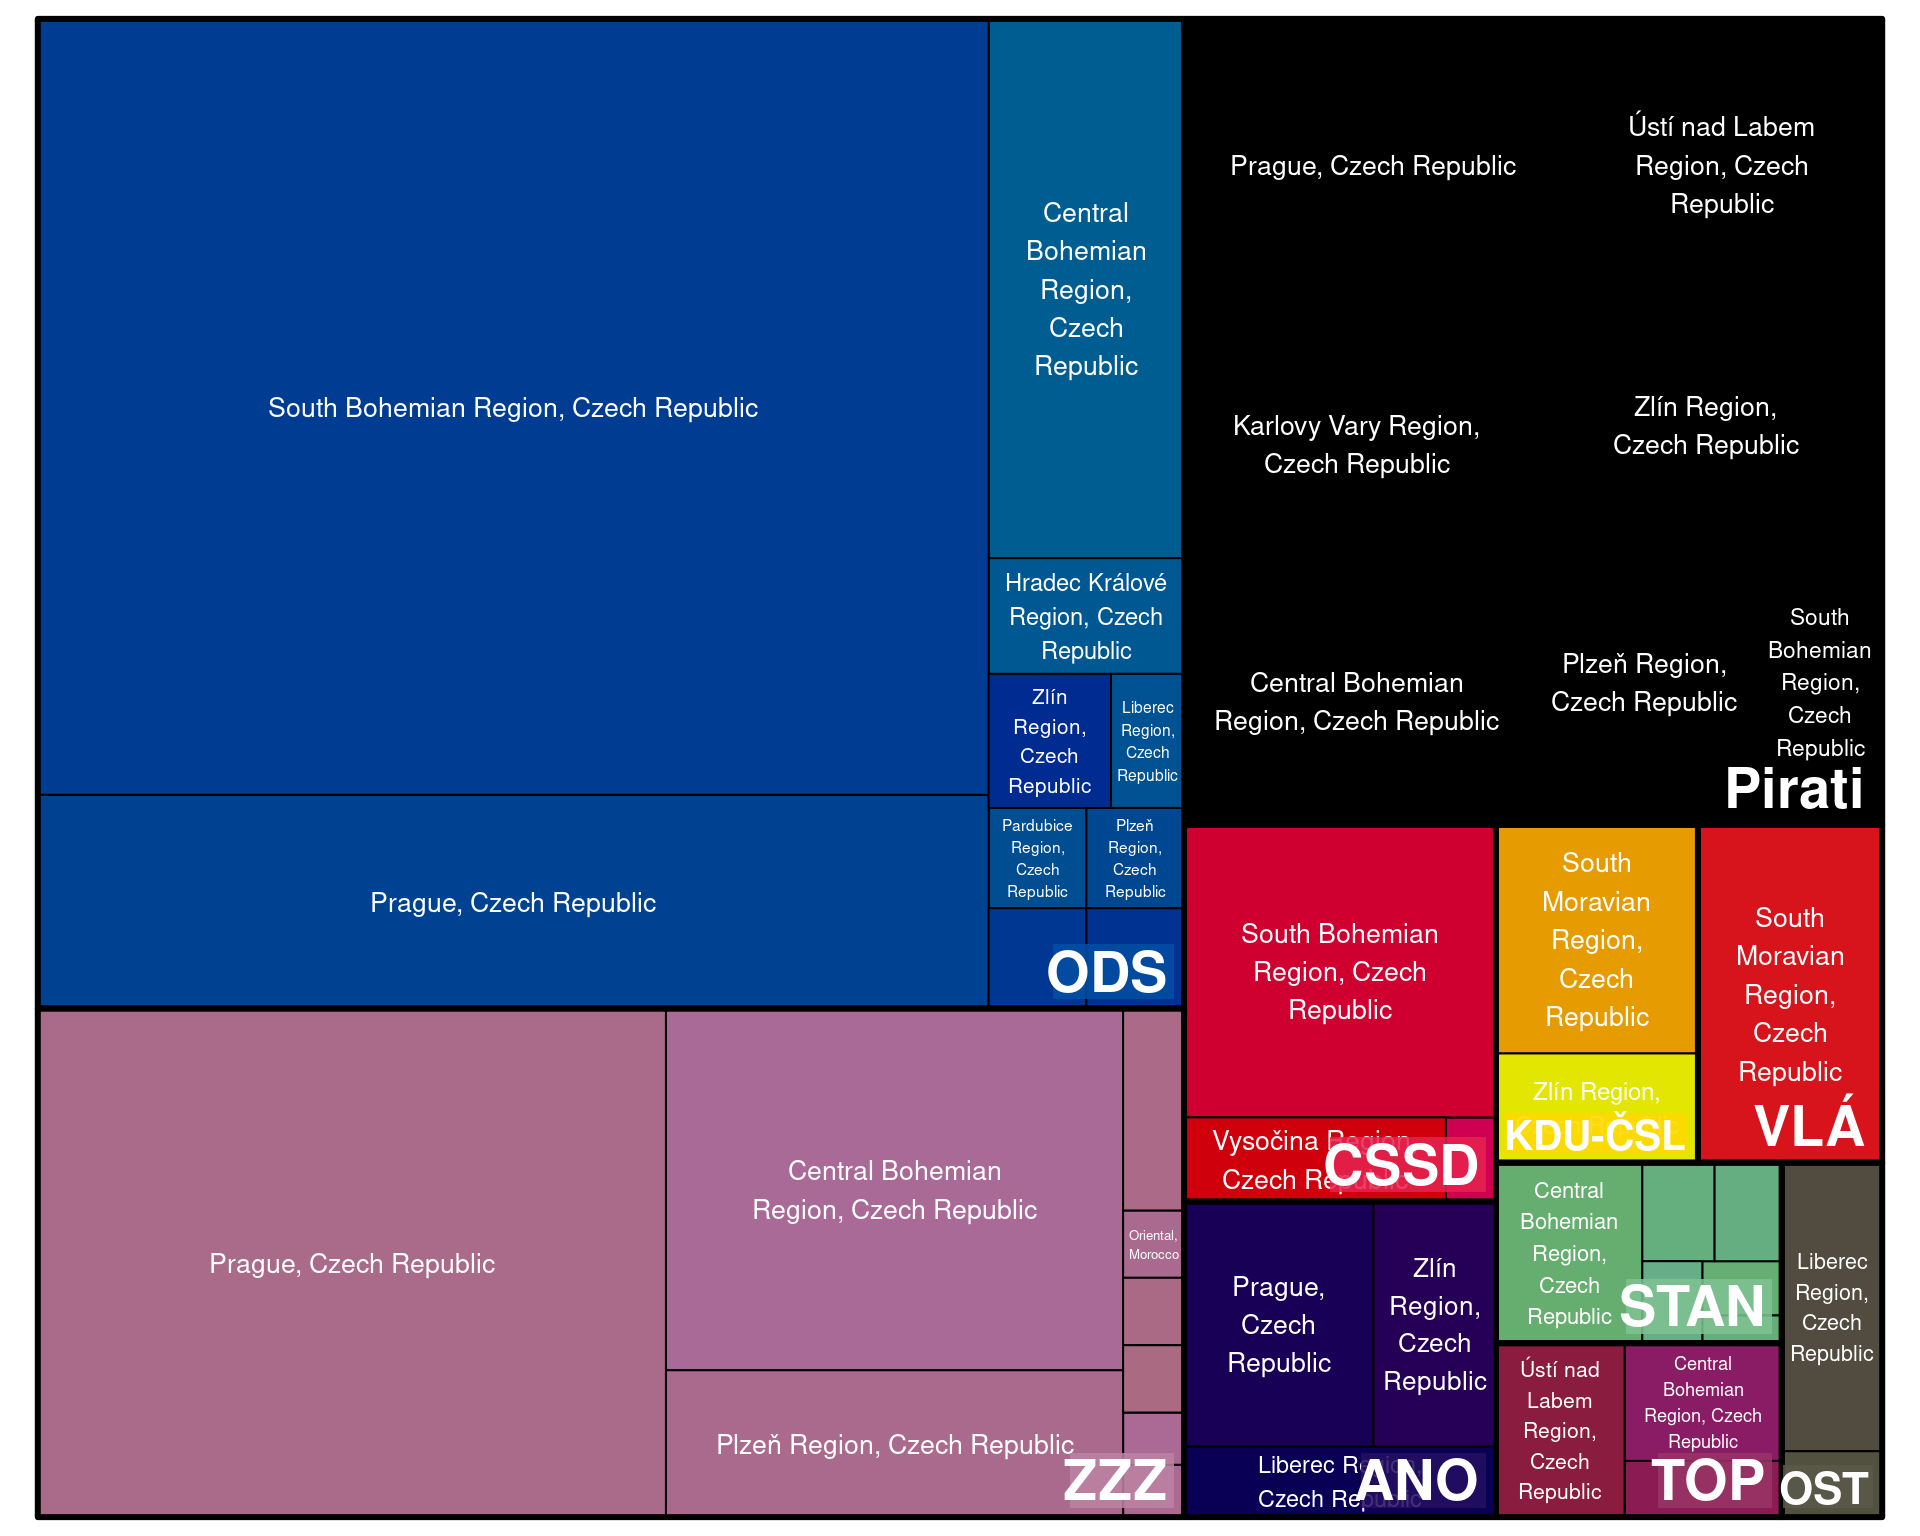 South Bohemian Region, Czech Republic
Prague, Czech Republic
Central
Bohemian
Region,
Czech
Republic
Hradec Králové
Region, Czech
Republic
Zlín
Region,
Czech
Republic
Liberec
Region,
Czech
Republic
Pardubice
Region,
Czech
Republic
Plzeň
Region,
Czech
Republic
ODS
Prague, Czech Republic
Ústí nad Labem
Region, Czech
Republic
Karlovy Vary Region,
Czech Republic
Zlín Region,
Czech Republic
Central Bohemian
Region, Czech Republic
Plzeň Region,
Czech Republic
South
Bohemian
Region,
Czech
Republic
Pirati
Prague, Czech Republic
Central Bohemian
Region, Czech Republic
Plzeň Region, Czech Republic
Oriental,
Morocco
ZZZ
South Bohemian
Region, Czech
Republic
Vysočina Region,
Czech Republic
CSSD
South
Moravian
Region,
Czech
Republic
Zlín Region,
KDU-ČSL
South
Moravian
Region,
Czech
Republic
VLÁ
Prague,
Czech
Republic
Zlín
Region,
Czech
Republic
Liberec Region,
Czech Republic
ANO
Central
Bohemian
Region,
Czech
Republic
STAN
Ústí nad
Labem
Region,
Czech
Republic
Central
Bohemian
Region, Czech
Republic
TOP
Liberec
Region,
Czech
Republic
OST